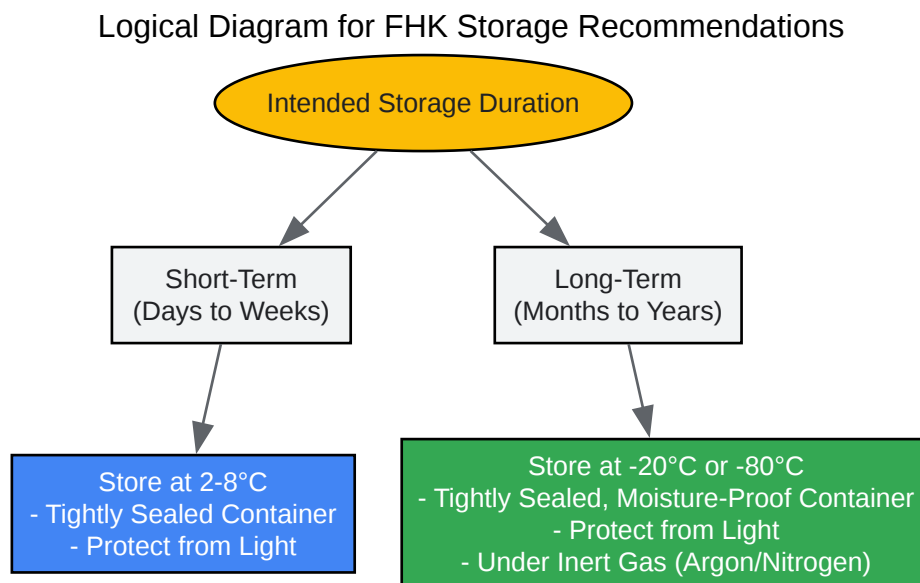 Logical Diagram for FHK Storage Recommendations
Intended Storage Duration
Short-Term
(Days to Weeks)
Long-Term
(Months to Years)
Store at 2-8°C
- Tightly Sealed Container
- Protect from Light
Store at -20°C or -80°C
- Tightly Sealed, Moisture-Proof Container
- Protect from Light
- Under Inert Gas (Argon/Nitrogen)